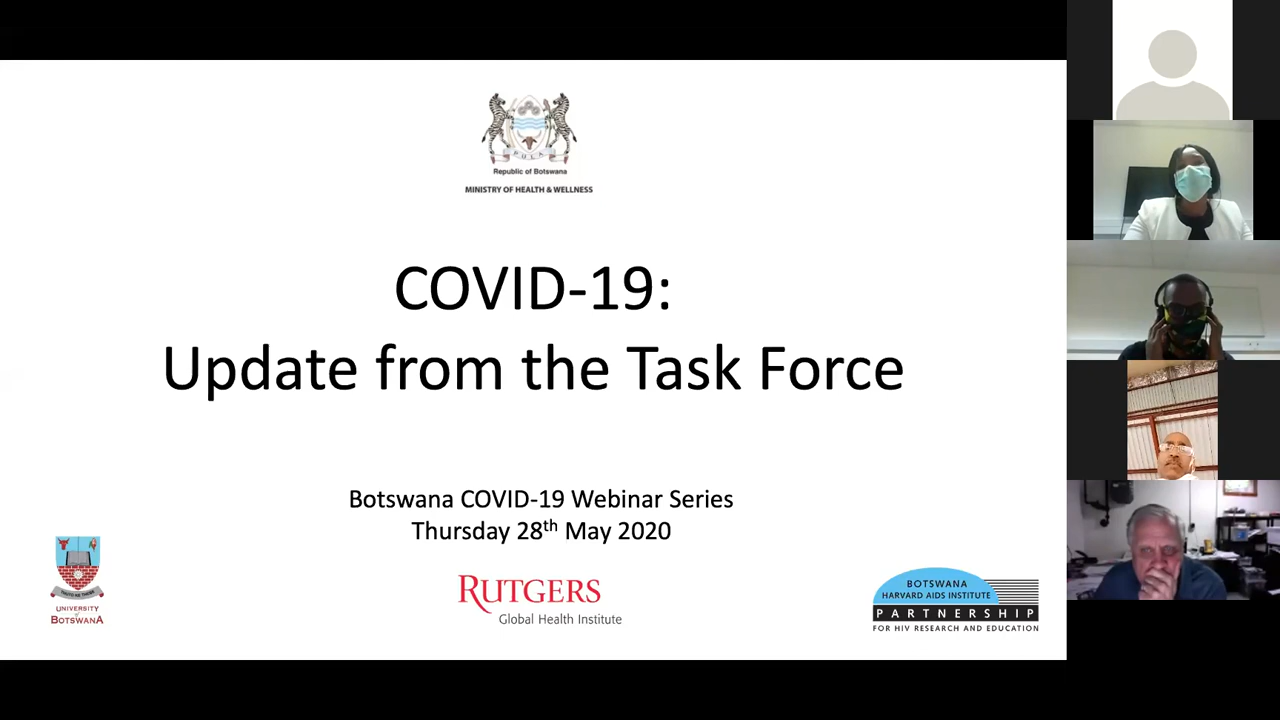 PULA
Republic of Botswana
MINISTRY OF HEALTH & WELLNESS
COVID-19:
Update from the Task Force
Botswana COVID-19 Webinar Series
Thursday 28th May 2020
UNIVERSITY
of
BOTSWANA
RUTGERS
Global Health Institute
BOTSWANA
HARVARD AIDS INSTITUTE
PARTNERSHIP
FOR HIV RESEARCH AND EDUCATION